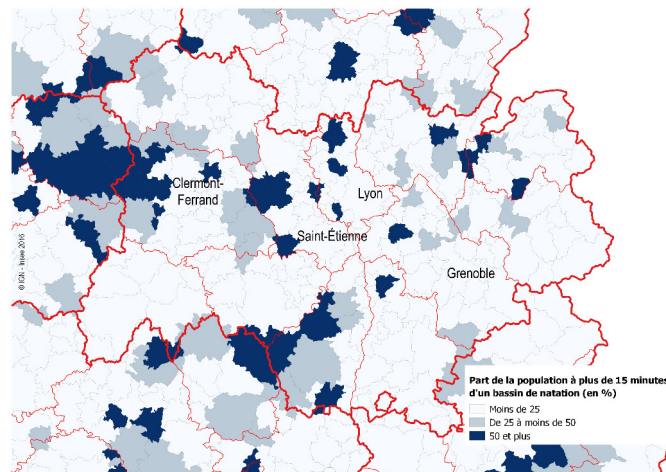 Clermont-
Ferrand
Lyon
Saint-Étienne
Grenoble
© IGN - Insee 2016
Part de la population à plus de 15 minutes
d'un bassin de natation (en %)
Moins de 25
De 25 à moins de 50
50 et plus